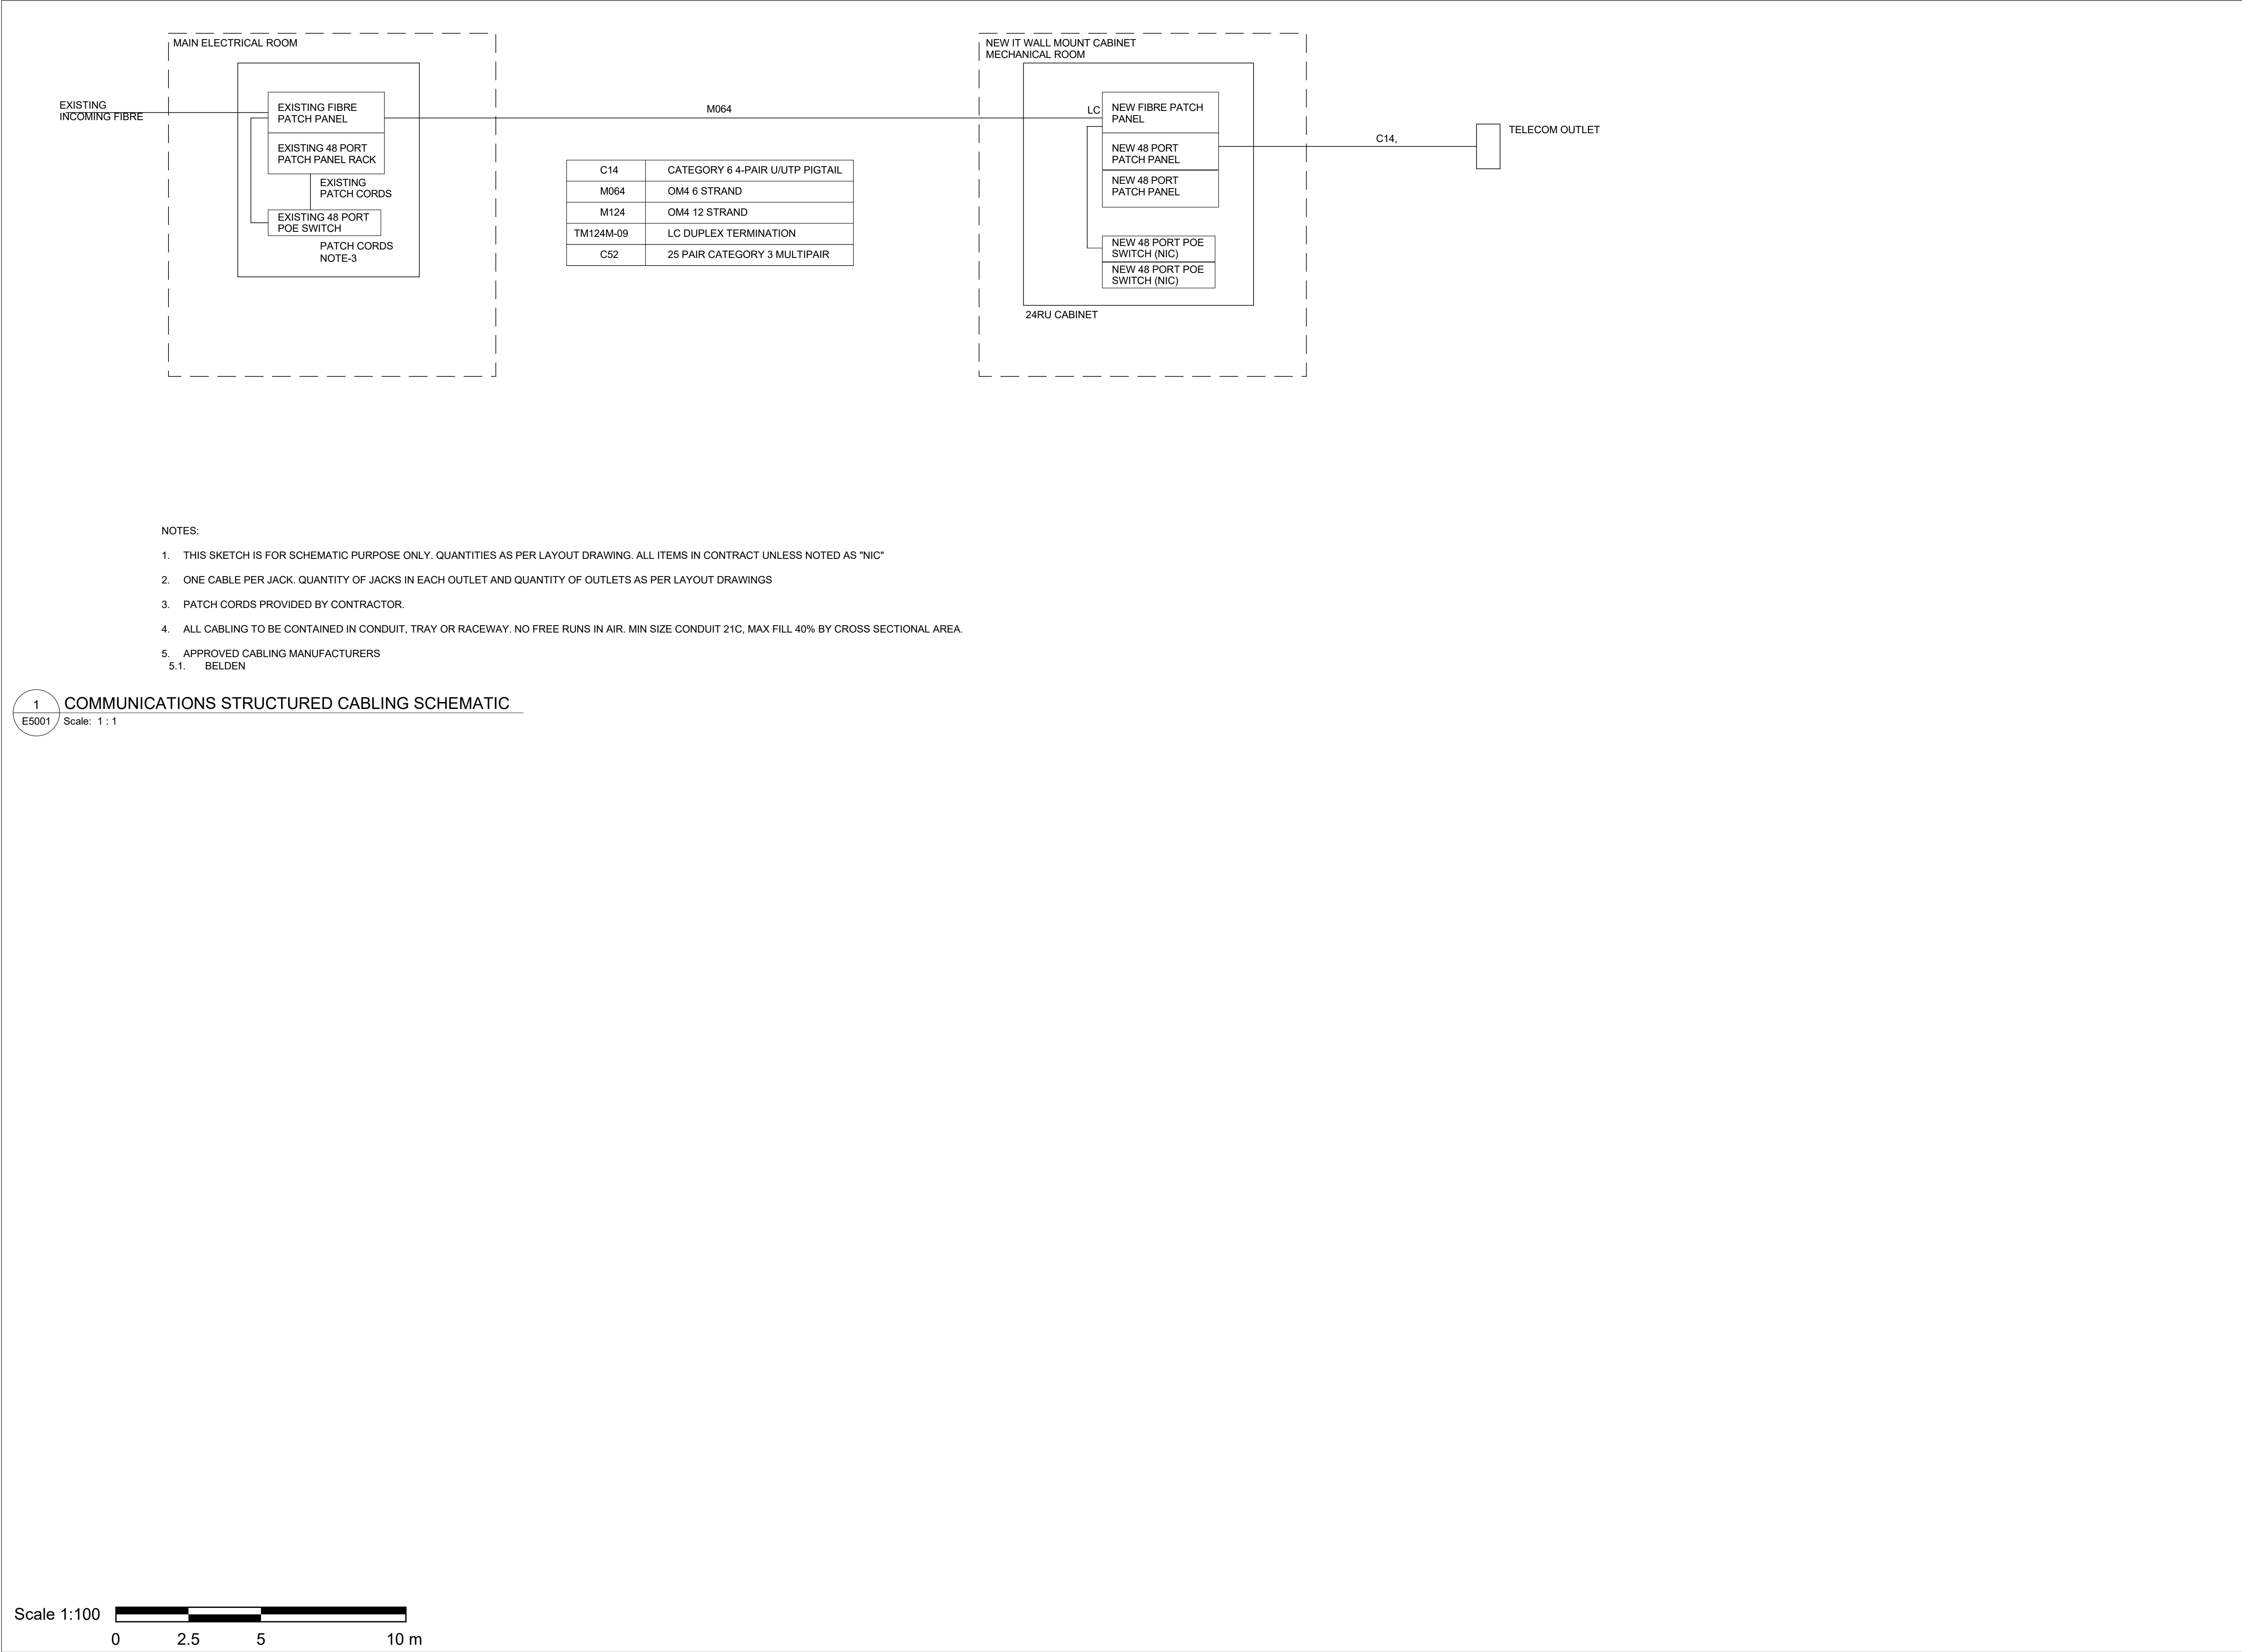 MAIN ELECTRICAL ROOM
EXISTING
INCOMING FIBRE
EXISTING FIBRE
PATCH PANEL
EXISTING 48 PORT
PATCH PANEL RACK
EXISTING
PATCH CORDS
EXISTING 48 PORT
POE SWITCH
PATCH CORDS
NOTE-3
M064
C14 CATEGORY 6 4-PAIR U/UTP PIGTAIL
M064 OM4 6 STRAND
M124 OM4 12 STRAND
TM124M-09 LC DUPLEX TERMINATION
C52 25 PAIR CATEGORY 3 MULTIPAIR
NEW IT WALL MOUNT CABINET
MECHANICAL ROOM
LC
NEW FIBRE PATCH
PANEL
NEW 48 PORT
PATCH PANEL
NEW 48 PORT
PATCH PANEL
NEW 48 PORT POE
SWITCH (NIC)
NEW 48 PORT POE
SWITCH (NIC)
24RU CABINET
C14,
TELECOM OUTLET
NOTES:
1. THIS SKETCH IS FOR SCHEMATIC PURPOSE ONLY. QUANTITIES AS PER LAYOUT DRAWING. ALL ITEMS IN CONTRACT UNLESS NOTED AS "NIC"
2. ONE CABLE PER JACK. QUANTITY OF JACKS IN EACH OUTLET AND QUANTITY OF OUTLETS AS PER LAYOUT DRAWINGS
3. PATCH CORDS PROVIDED BY CONTRACTOR.
4. ALL CABLING TO BE CONTAINED IN CONDUIT, TRAY OR RACEWAY. NO FREE RUNS IN AIR. MIN SIZE CONDUIT 21C, MAX FILL 40% BY CROSS SECTIONAL AREA.
5. APPROVED CABLING MANUFACTURERS
5.1. BELDEN
1 COMMUNICATIONS STRUCTURED CABLING SCHEMATIC
E5001 Scale: 1 : 1
Scale 1:100
0 2.5 5 10 m